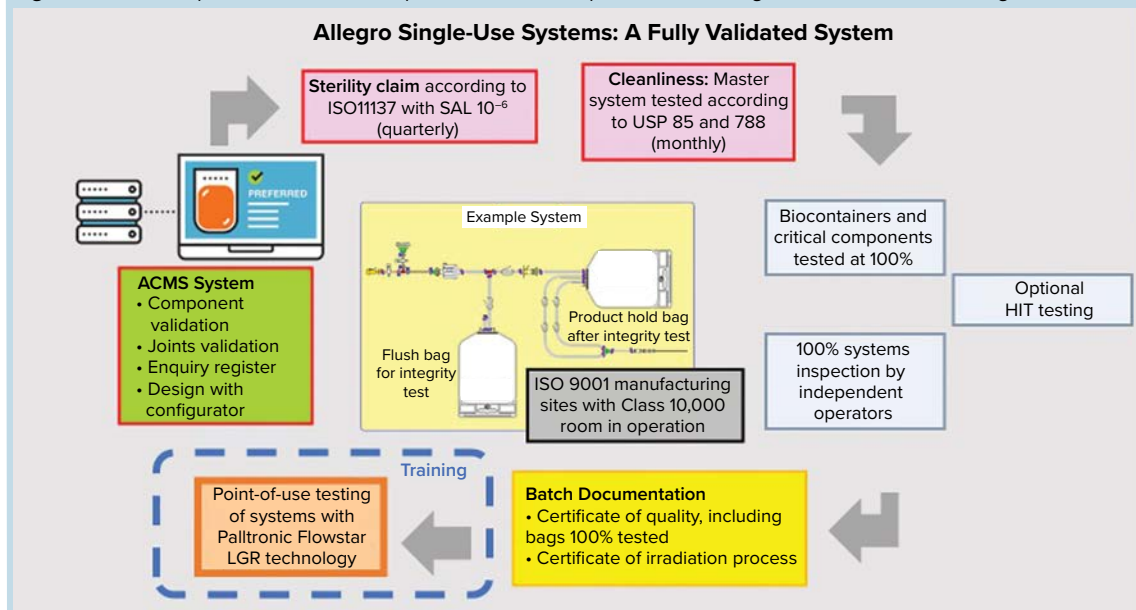 Allegro Single-Use Systems: A Fully Validated System
Sterility claim according to
ISO11137 with SAL 10⁻⁶
(quarterly)
Cleanliness: Master
system tested according
to USP 85 and 788
(monthly)
PREFERRED
Biocontainers and
critical components
tested at 100%
Optional
HIT testing
100% systems
inspection by
independent
operators
ACMS System
• Component
validation
• Joints validation
• Enquiry register
• Design with
configurator
Example System
Product hold bag
after integrity test
Flush bag
for integrity
test
ISO 9001 manufacturing
sites with Class 10,000
room in operation
Batch Documentation
• Certificate of quality, including
bags 100% tested
• Certificate of irradiation process
Training
Point-of-use testing
of systems with
Palltronic Flowstar
LGR technology